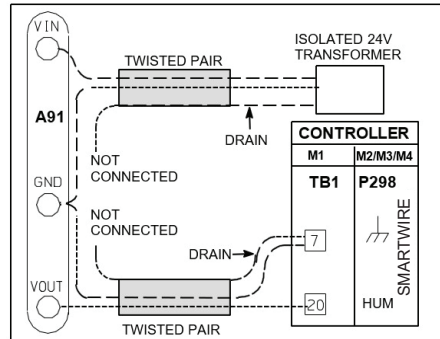 VIN
A91
GND
VOUT
TWISTED PAIR
ISOLATED 24V
TRANSFORMER
DRAIN
NOT
CONNECTED
NOT
CONNECTED
DRAIN
TWISTED PAIR
CONTROLLER
M1 M2/M3/M4
TB1 P298
7
20 HUM
SMARTWIRE